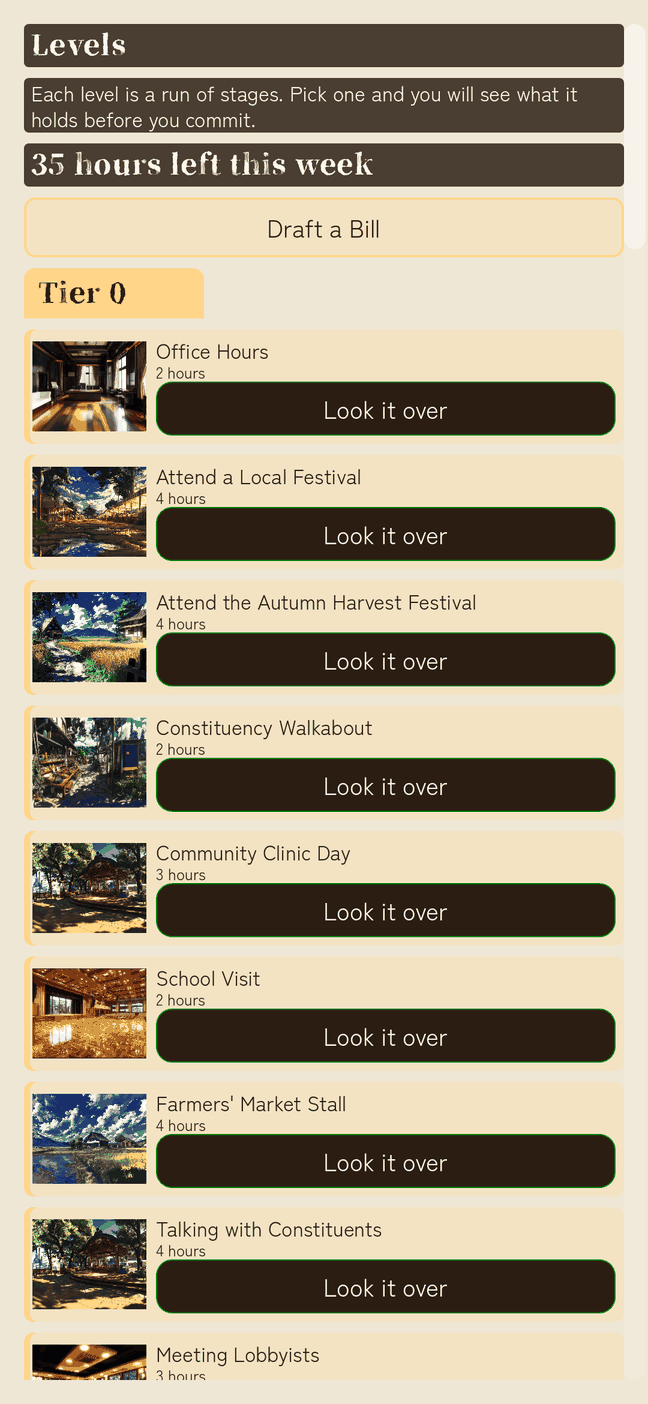 Levels
Each level is a run of stages. Pick one and you will see what it
holds before you commit.
35 hours left this week
Draft a Bill
Tier 0
Office Hours
2 hours
Look it over
Attend a Local Festival
4 hours
Look it over
Attend the Autumn Harvest Festival
4 hours
Look it over
Constituency Walkabout
2 hours
Look it over
Community Clinic Day
3 hours
Look it over
School Visit
2 hours
Look it over
Farmers' Market Stall
4 hours
Look it over
Talking with Constituents
4 hours
Look it over
Meeting Lobbyists
3 hours